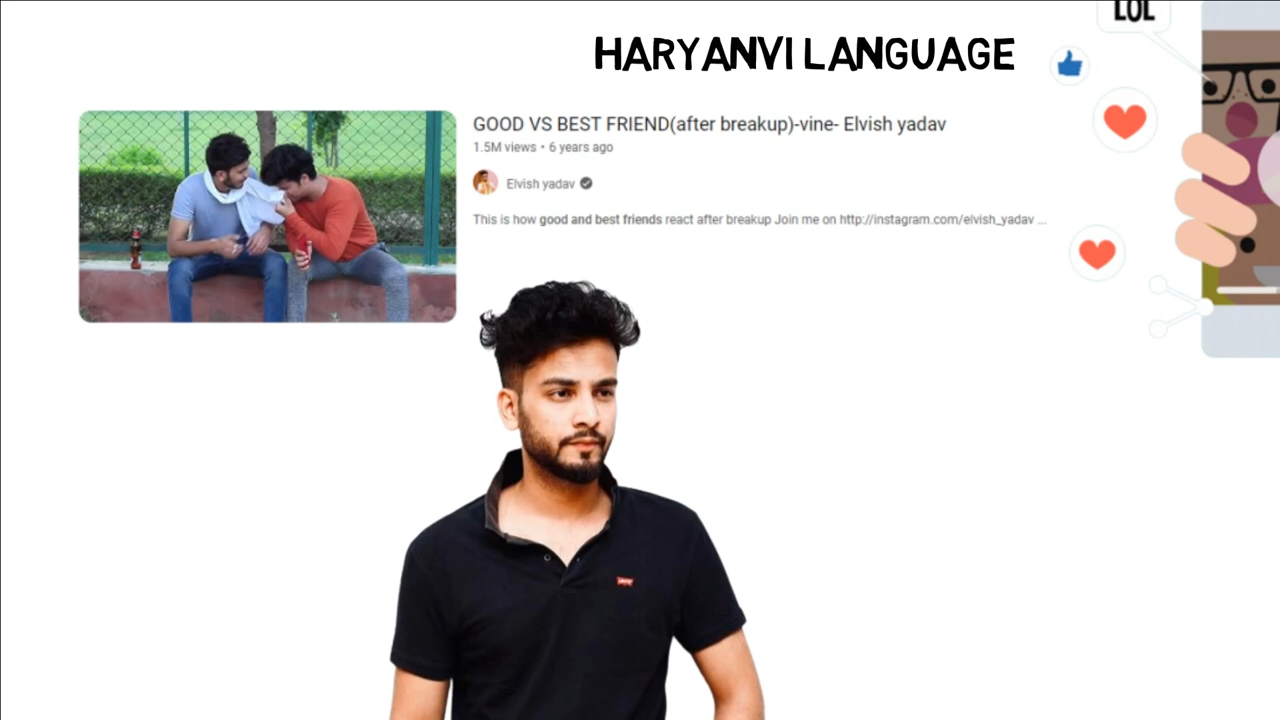 LOL
HARYANVI LANGUAGE
GOOD VS BEST FRIEND(after breakup)-vine- Elvish yadav
1.5M views • 6 years ago
Elvish yadav
This is how good and best friends react after breakup Join me on http://instagram.com/elvish_yadav ...